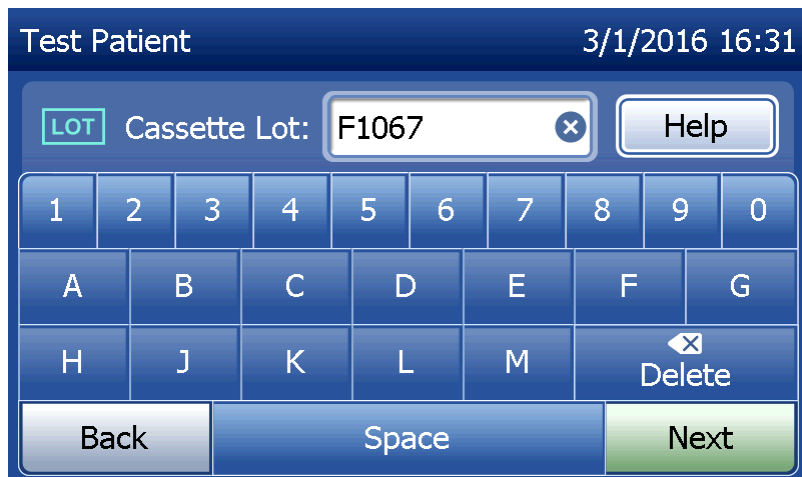 Test Patient 3/1/2016 16:31
LOT Cassette Lot: F1067 Help
1 2 3 4 5 6 7 8 9 0
A B C D E F G
H J K L M Delete
Back Space Next